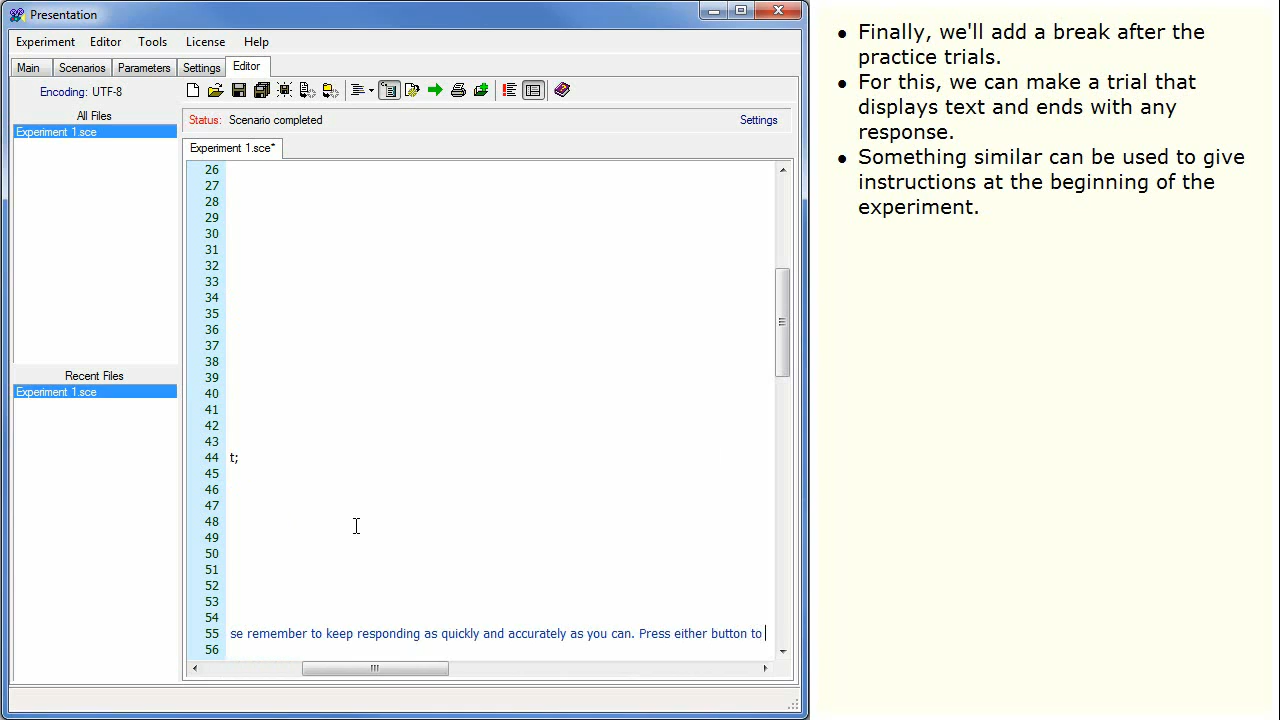 Presentation
Experiment Editor Tools License Help
Main Scenarios Parameters Settings Editor
Encoding: UTF-8
All Files
Experiment 1.sce
Recent Files
Experiment 1.sce
Status: Scenario completed Settings
Experiment 1.sce*
26
27
28
29
30
31
32
33
34
35
36
37
38
39
40
41
42
43
44 t;
45
46
47
48
49
50
51
52
53
54
55 se remember to keep responding as quickly and accurately as you can. Press either button to
56
• Finally, we'll add a break after the
practice trials.
• For this, we can make a trial that
displays text and ends with any
response.
• Something similar can be used to give
instructions at the beginning of the
experiment.